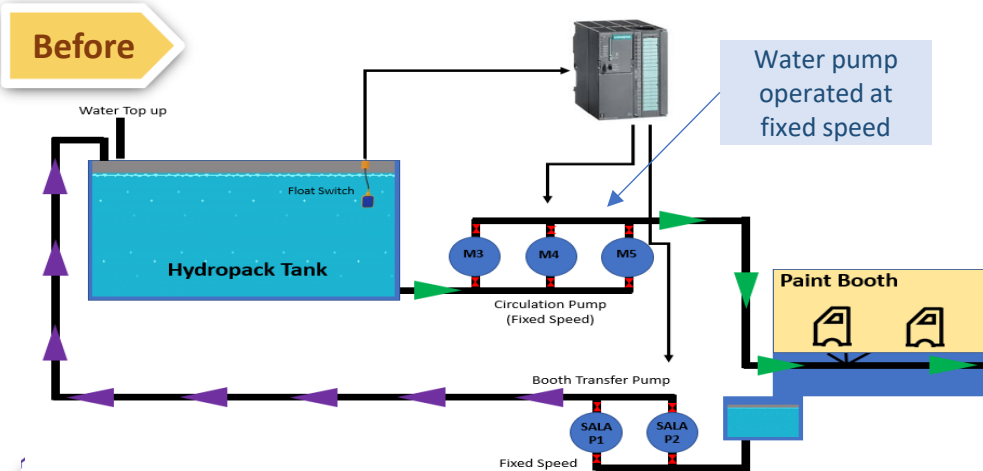 Before
Water pump
operated at
fixed speed
Water Top up
Float Switch
Hydropack Tank
M3
M4
M5
Circulation Pump
(Fixed Speed)
Paint Booth
Booth Transfer Pump
SALA
P1
SALA
P2
Fixed Speed